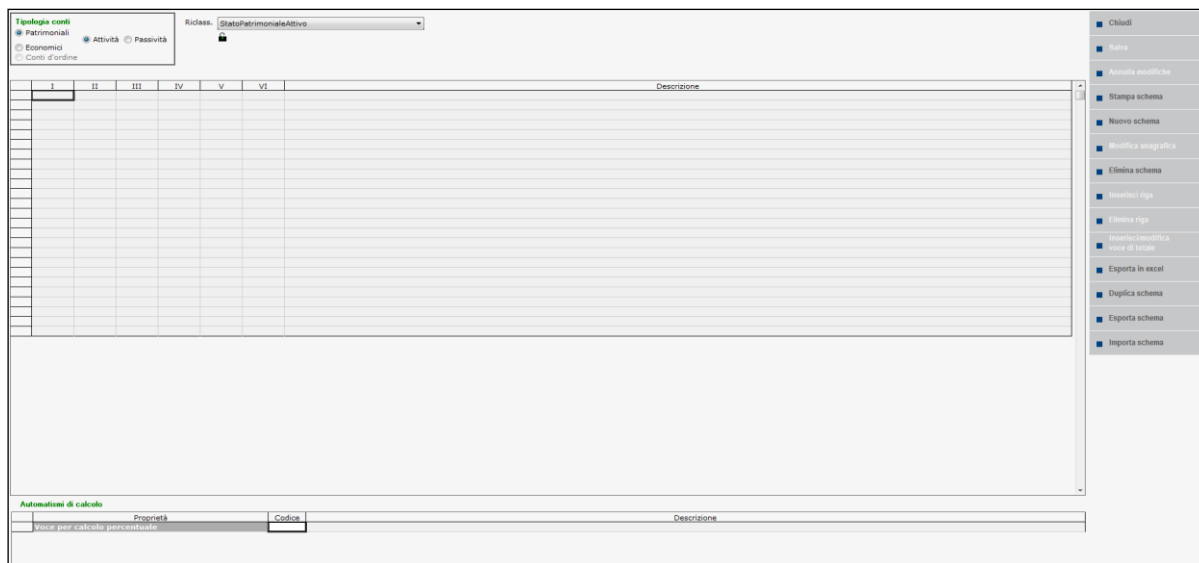 Tipologia conti
Patrimoniali
Attività Passività
Economici
Conti d'ordine
Riclass. StatoPatrimonialeAttivo
I II III IV V VI Descrizione
Automatismi di calcolo
Proprietà Codice Descrizione
Voce per calcolo percentuale
Chiudi
Salva
Annulla modifiche
Stampa schema
Nuovo schema
Modifica anagrafica
Elimina schema
Inserisci riga
Elimina riga
Inserisci/modifica
voce di totale
Esporta in excel
Duplica schema
Esporta schema
Importa schema